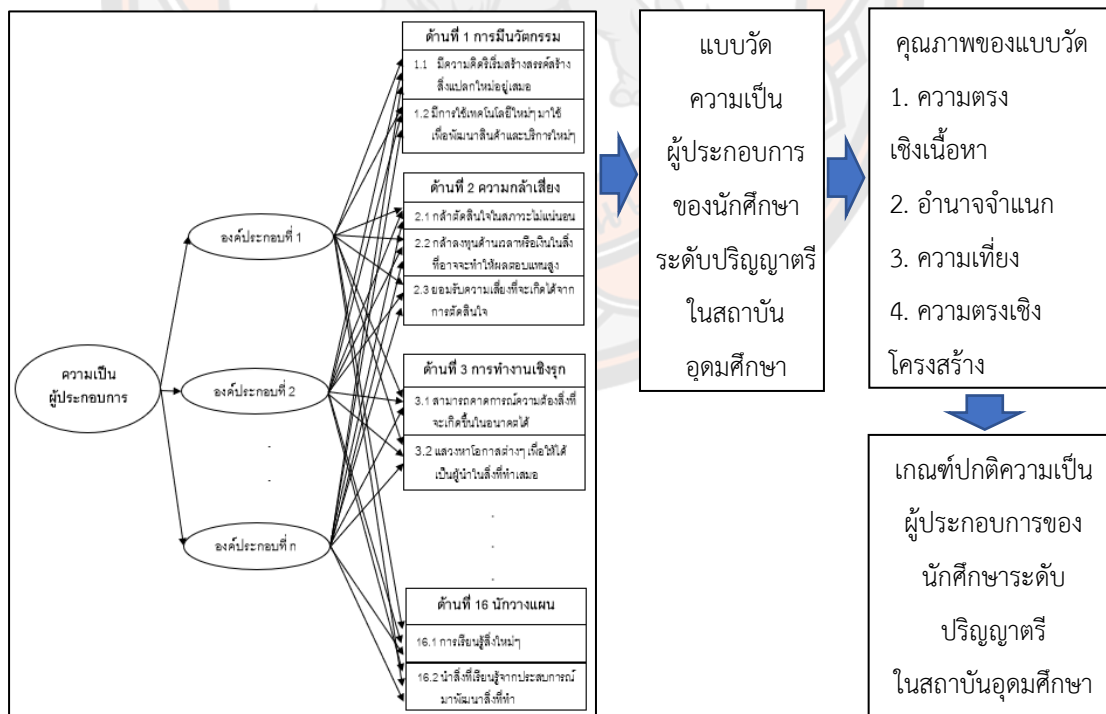 ความเป็น
ผู้ประกอบการ
องค์ประกอบที่ 1
องค์ประกอบที่ 2
.
.
องค์ประกอบที่ n
ด้านที่ 1 การมีนวัตกรรม
1.1 มีความคิดริเริ่มสร้างสรรค์สร้าง
สิ่งแปลกใหม่อยู่เสมอ
1.2 มีการใช้เทคโนโลยีใหม่ๆ มาใช้
เพื่อพัฒนาสินค้าและบริการใหม่ๆ
ด้านที่ 2 ความกล้าเสี่ยง
2.1 กล้าตัดสินใจในสภาวะไม่แน่นอน
2.2 กล้าลงทุนด้านเวลาหรือเงินในสิ่ง
ที่อาจจะทำให้ผลตอบแทนสูง
2.3 ยอมรับความเสี่ยงที่จะเกิดได้จาก
การตัดสินใจ
ด้านที่ 3 การทำงานเชิงรุก
3.1 สามารถคาดการณ์ความต้องสิ่งที่
จะเกิดขึ้นในอนาคตได้
3.2 แสวงหาโอกาสต่างๆ เพื่อให้ได้
เป็นผู้นำในสิ่งที่ทำเสมอ
.
.
.
ด้านที่ 16 นักวางแผน
16.1 การเรียนรู้สิ่งใหม่ๆ
16.2 นำสิ่งที่เรียนรู้จากประสบการณ์
มาพัฒนาสิ่งที่ทำ
แบบวัด
ความเป็น
ผู้ประกอบการ
ของนักศึกษา
ระดับปริญญาตรี
ในสถาบัน
อุดมศึกษา
คุณภาพของแบบวัด
1. ความตรง
เชิงเนื้อหา
2. อำนาจจำแนก
3. ความเที่ยง
4. ความตรงเชิง
โครงสร้าง
เกณฑ์ปกติความเป็น
ผู้ประกอบการของ
นักศึกษาระดับ
ปริญญาตรี
ในสถาบันอุดมศึกษา